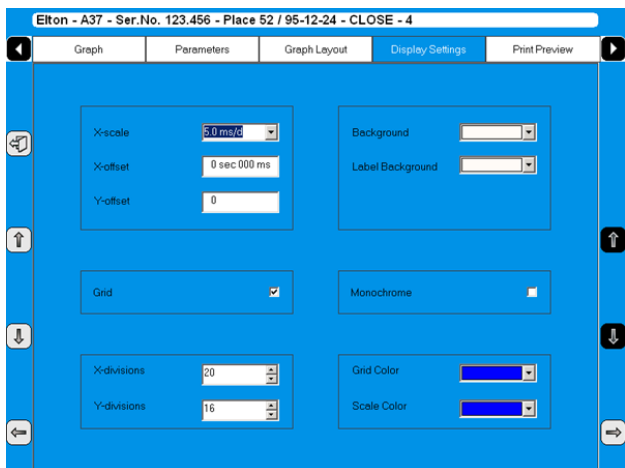 Elton - A37 - Ser.No. 123.456 - Place 52 / 95-12-24 - CLOSE - 4
Graph Parameters Graph Layout Display Settings Print Preview
X-scale 5.0 ms/d
X-offset 0 sec 000 ms
Y-offset 0
Background
Label Background
Grid
Monochrome
X-divisions 20
Y-divisions 16
Grid Color
Scale Color